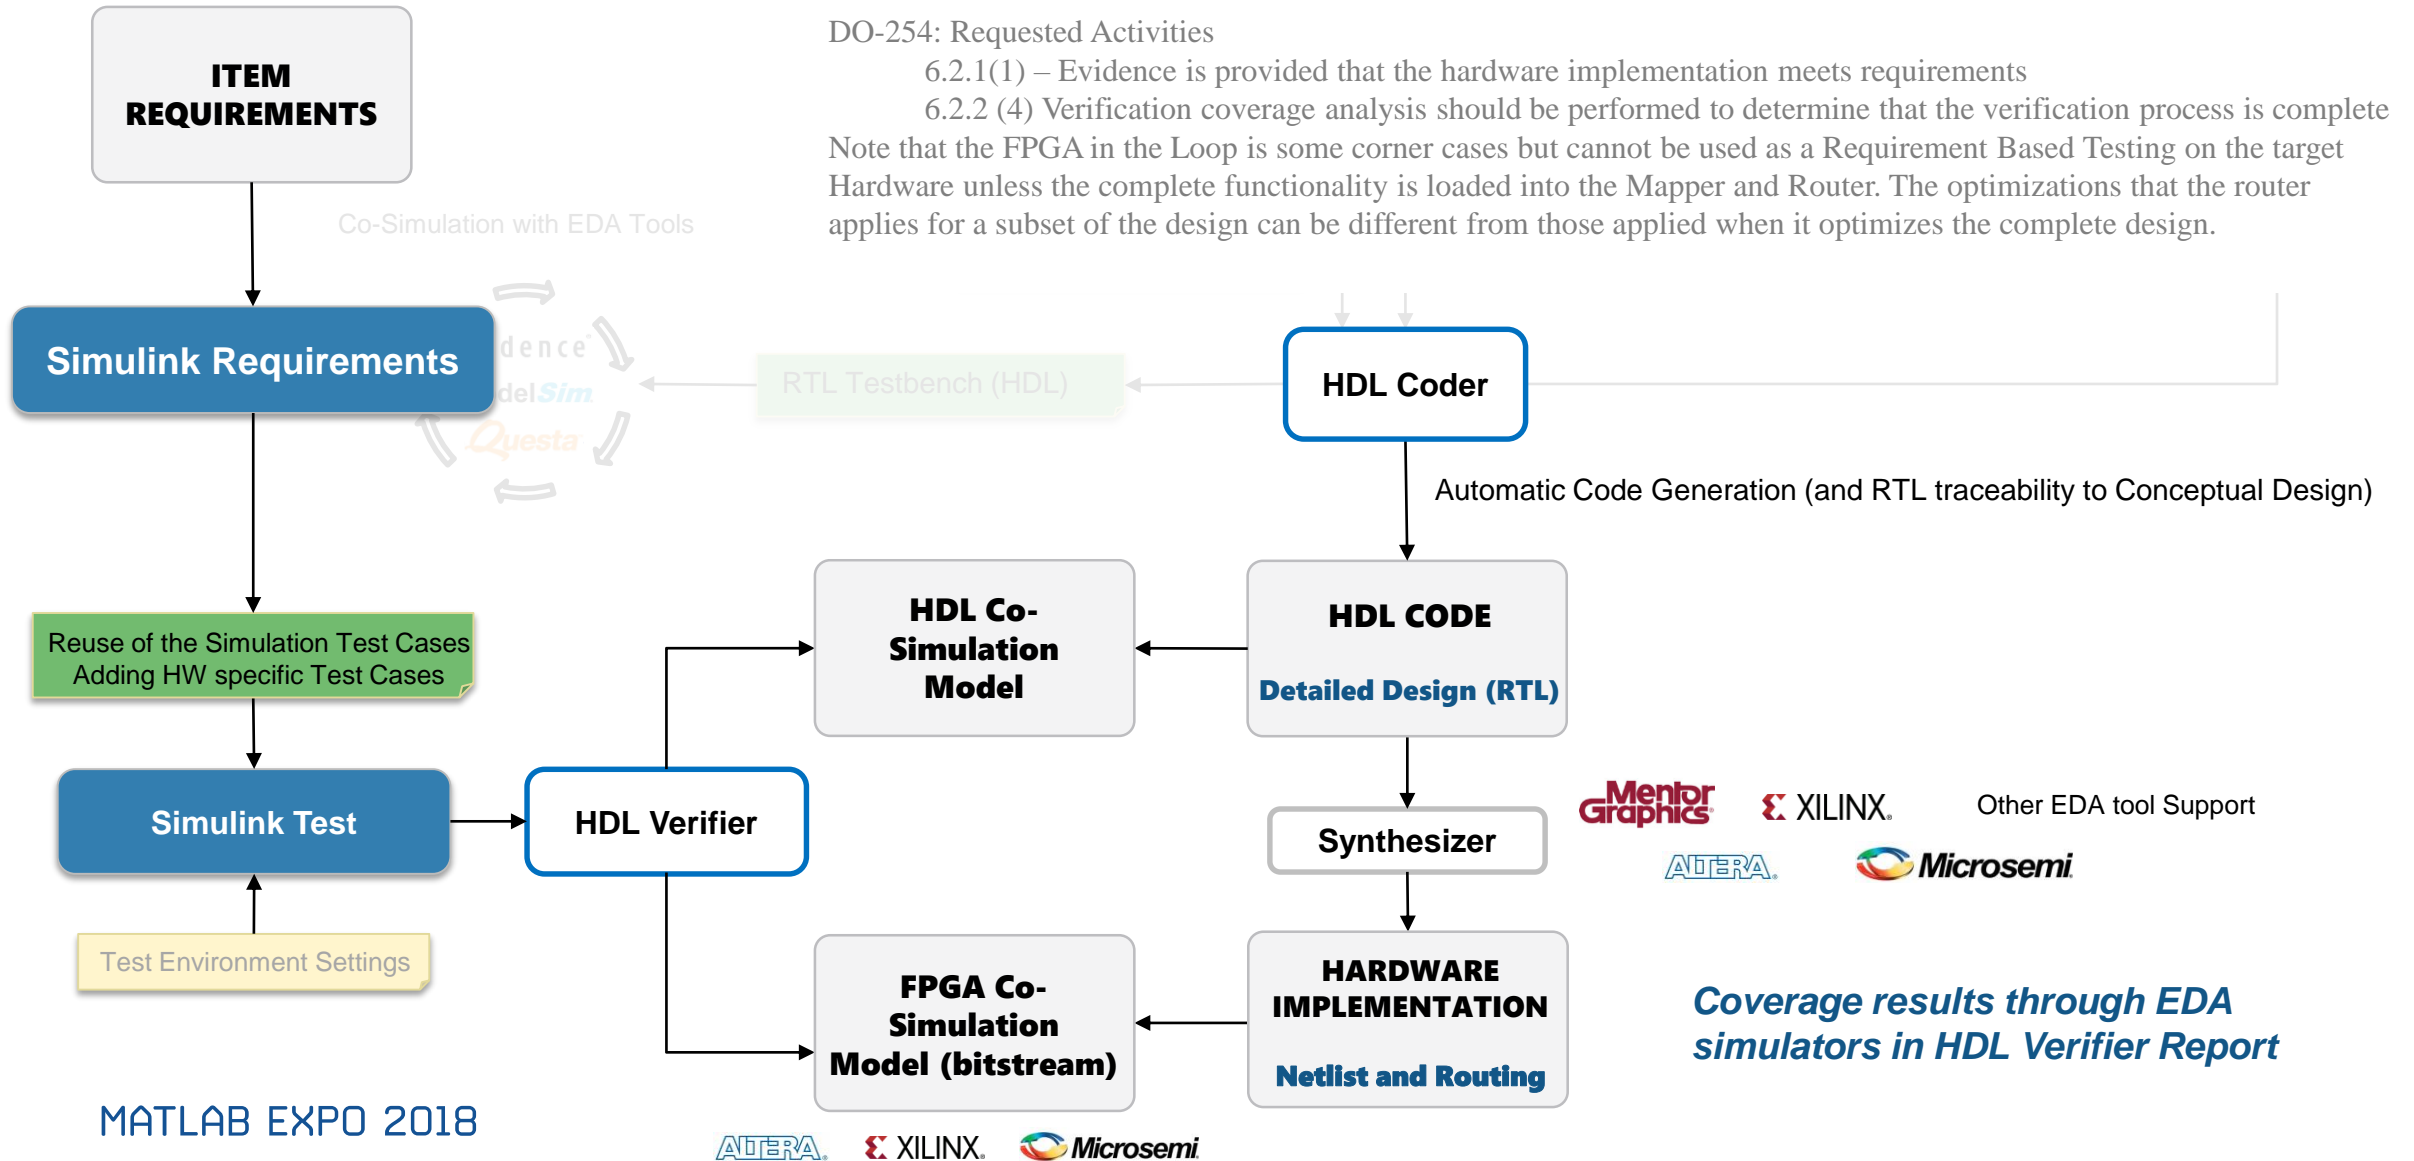 DO-254: Requested Activities
6.2.1(1) – Evidence is provided that the hardware implementation meets requirements
6.2.2 (4) Verification coverage analysis should be performed to determine that the verification process is complete
Note that the FPGA in the Loop is some corner cases but cannot be used as a Requirement Based Testing on the target
Hardware unless the complete functionality is loaded into the Mapper and Router. The optimizations that the router
applies for a subset of the design can be different from those applied when it optimizes the complete design.
ITEM
REQUIREMENTS
Co-Simulation with EDA Tools
Simulink Requirements
dence
delSim
Questa
RTL Testbench (HDL)
HDL Coder
Automatic Code Generation (and RTL traceability to Conceptual Design)
Reuse of the Simulation Test Cases
Adding HW specific Test Cases
HDL Co-
Simulation
Model
HDL CODE
Detailed Design (RTL)
Simulink Test
HDL Verifier
Synthesizer
Mentor
Graphics
XILINX
Other EDA tool Support
ALTERA
Microsemi
Test Environment Settings
FPGA Co-
Simulation
Model (bitstream)
HARDWARE
IMPLEMENTATION
Netlist and Routing
Coverage results through EDA
simulators in HDL Verifier Report
MATLAB EXPO 2018
ALTERA
XILINX
Microsemi